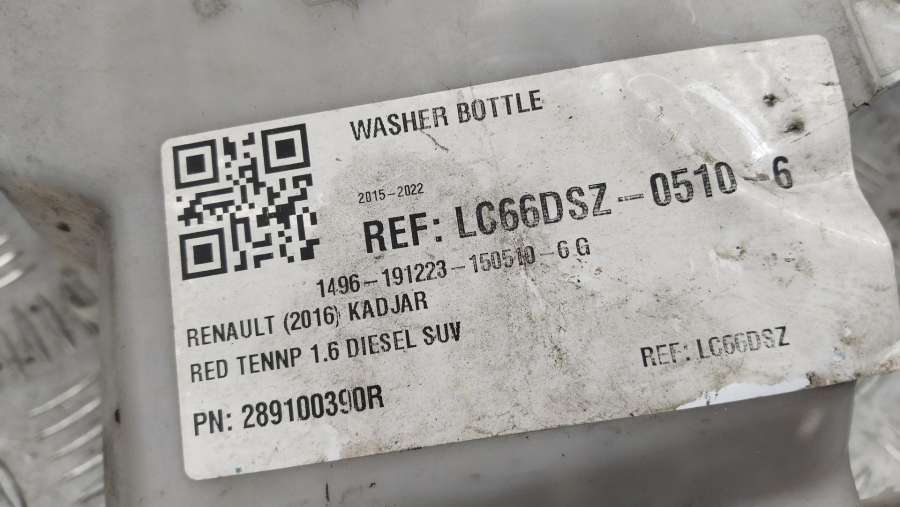 WASHER BOTTLE
2015-2022
REF: LC66DSZ--0510-6
1496-191223-150510-6 G
RENAULT (2016) KADJAR
RED TENNP 1.6 DIESEL SUV
REF: LC66DSZ
PN: 289100390R